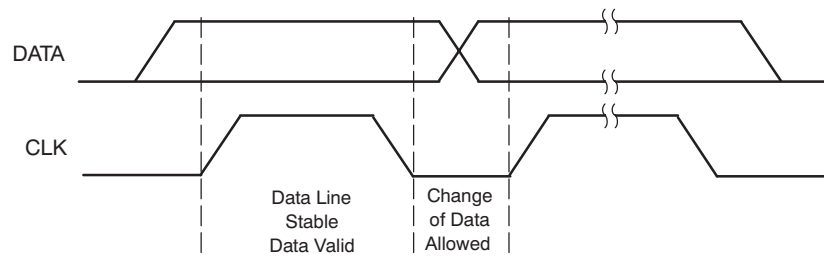 DATA
CLK
Data Line
Stable
Data Valid
Change
of Data
Allowed